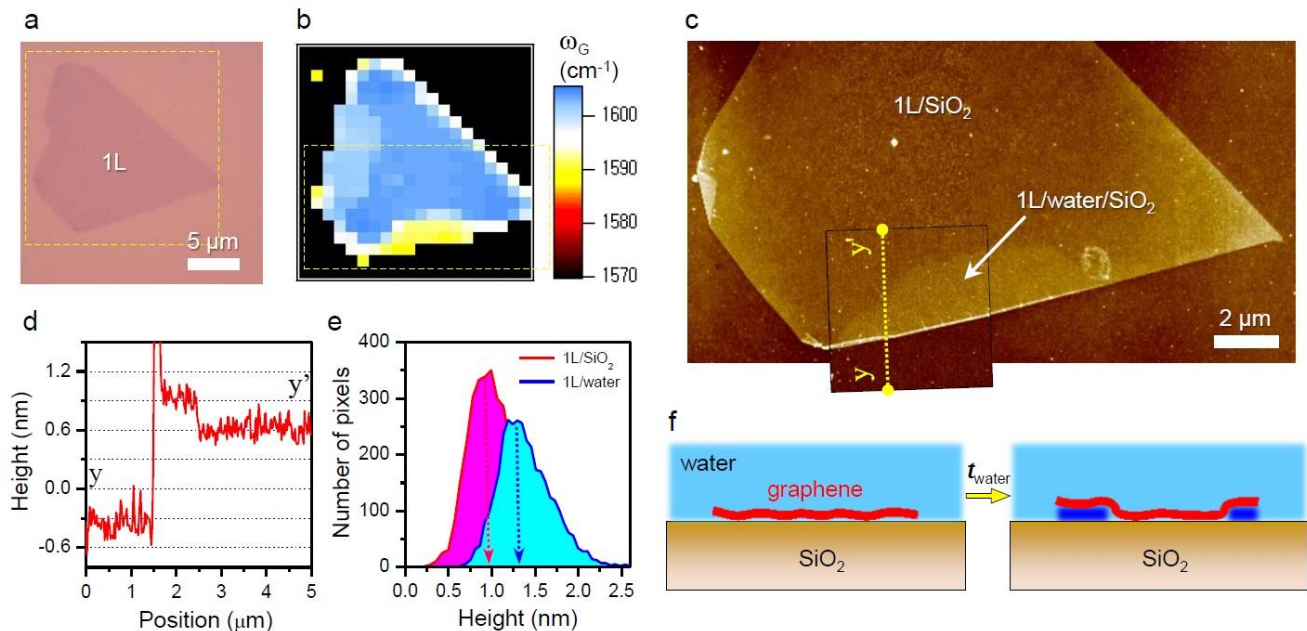 a
1L
5 μm
b
ω_G
(cm⁻¹)
1600
1590
1580
1570
c
1L/SiO₂
1L/water/SiO₂
y'
y
2 μm
d
Height (nm)
1.2
0.6
0.0
-0.6
y
y'
0 1 2 3 4 5
Position (μm)
e
Number of pixels
400
300
200
100
0
1L/SiO₂
1L/water
0.0 0.5 1.0 1.5 2.0 2.5
Height (nm)
f
water
graphene
SiO₂
t_water
SiO₂